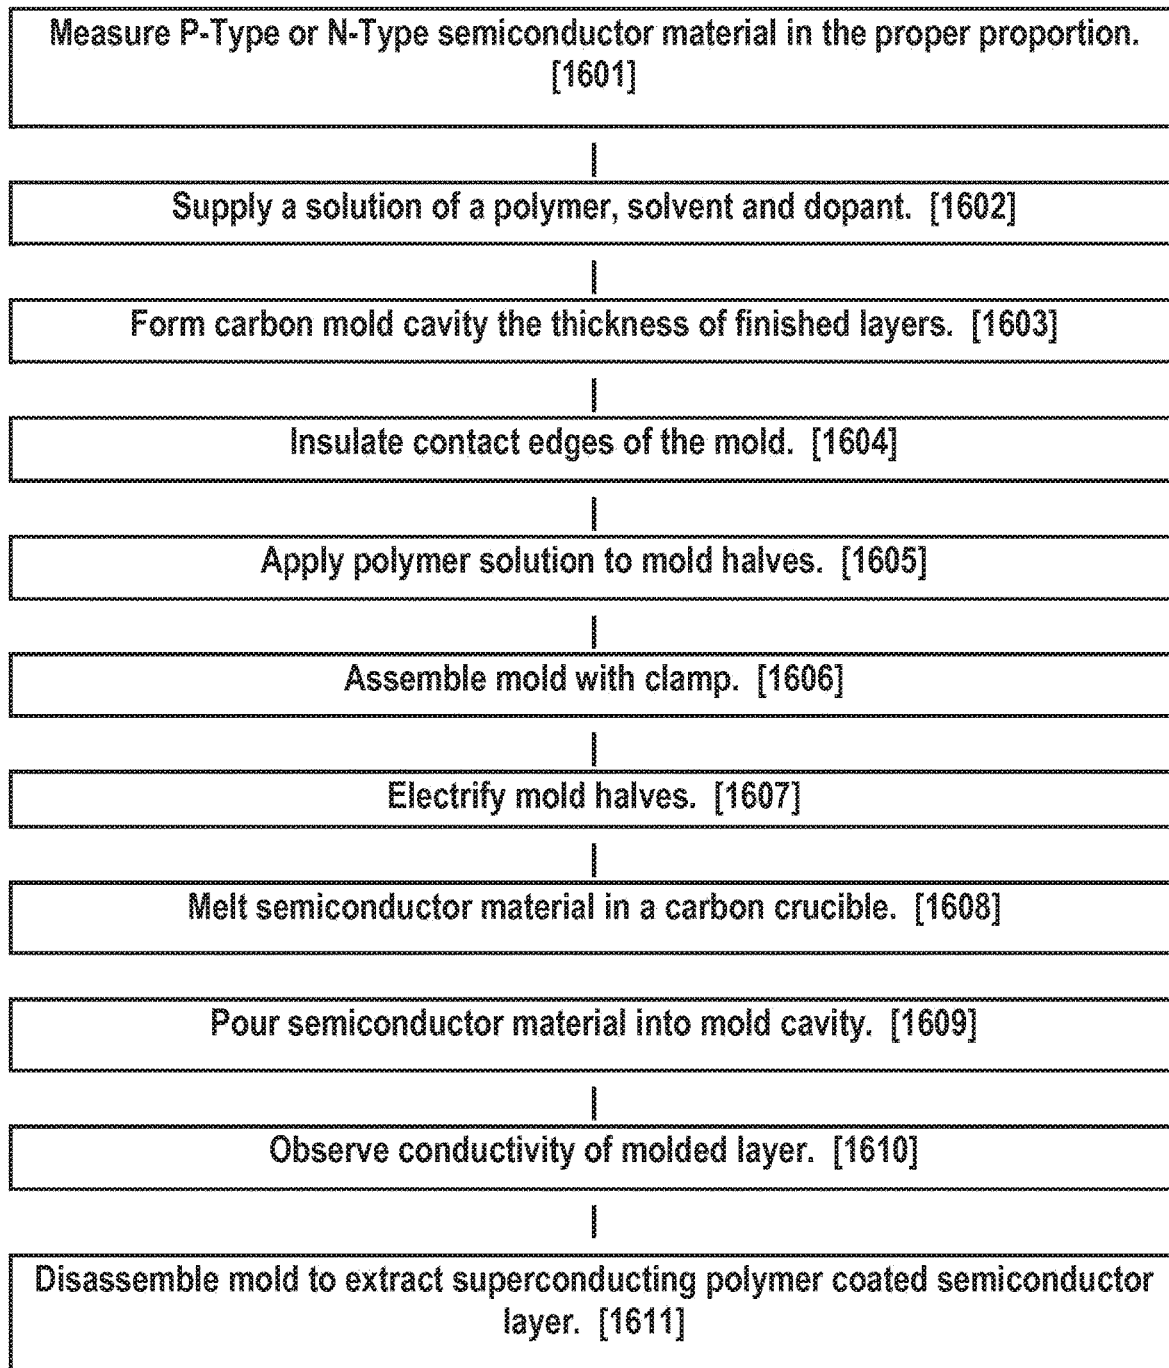 Measure P-Type or N-Type semiconductor material in the proper proportion.
[1601]
Supply a solution of a polymer, solvent and dopant. [1602]
Form carbon mold cavity the thickness of finished layers. [1603]
Insulate contact edges of the mold. [1604]
Apply polymer solution to mold halves. [1605]
Assemble mold with clamp. [1606]
Electrify mold halves. [1607]
Melt semiconductor material in a carbon crucible. [1608]
Pour semiconductor material into mold cavity. [1609]
Observe conductivity of molded layer. [1610]
Disassemble mold to extract superconducting polymer coated semiconductor
layer. [1611]